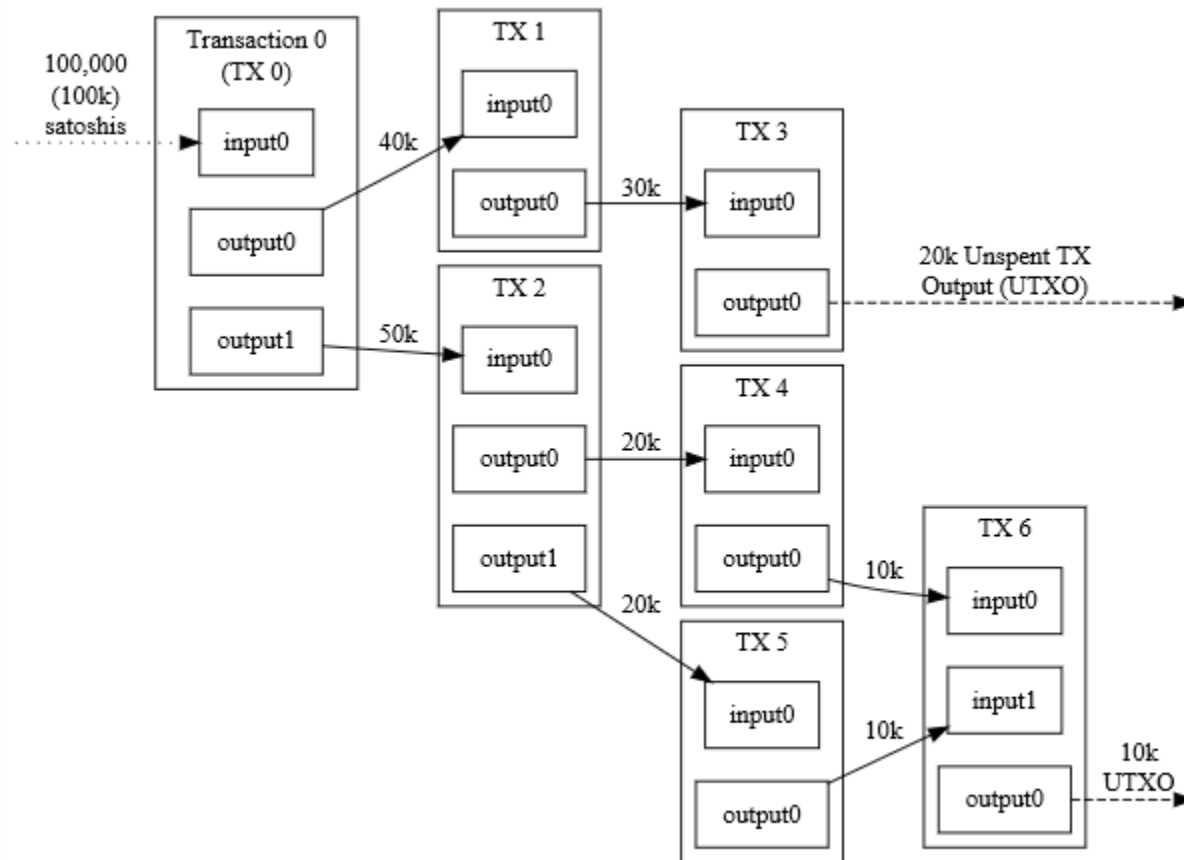 100,000
(100k)
satoshis
Transaction 0
(TX 0)
input0
output0
output1
40k
50k
TX 1
input0
output0
30k
TX 2
input0
output0
output1
20k
20k
TX 3
input0
output0
20k Unspent TX
Output (UTXO)
TX 4
input0
output0
10k
TX 5
input0
output0
10k
TX 6
input0
input1
output0
10k
UTXO